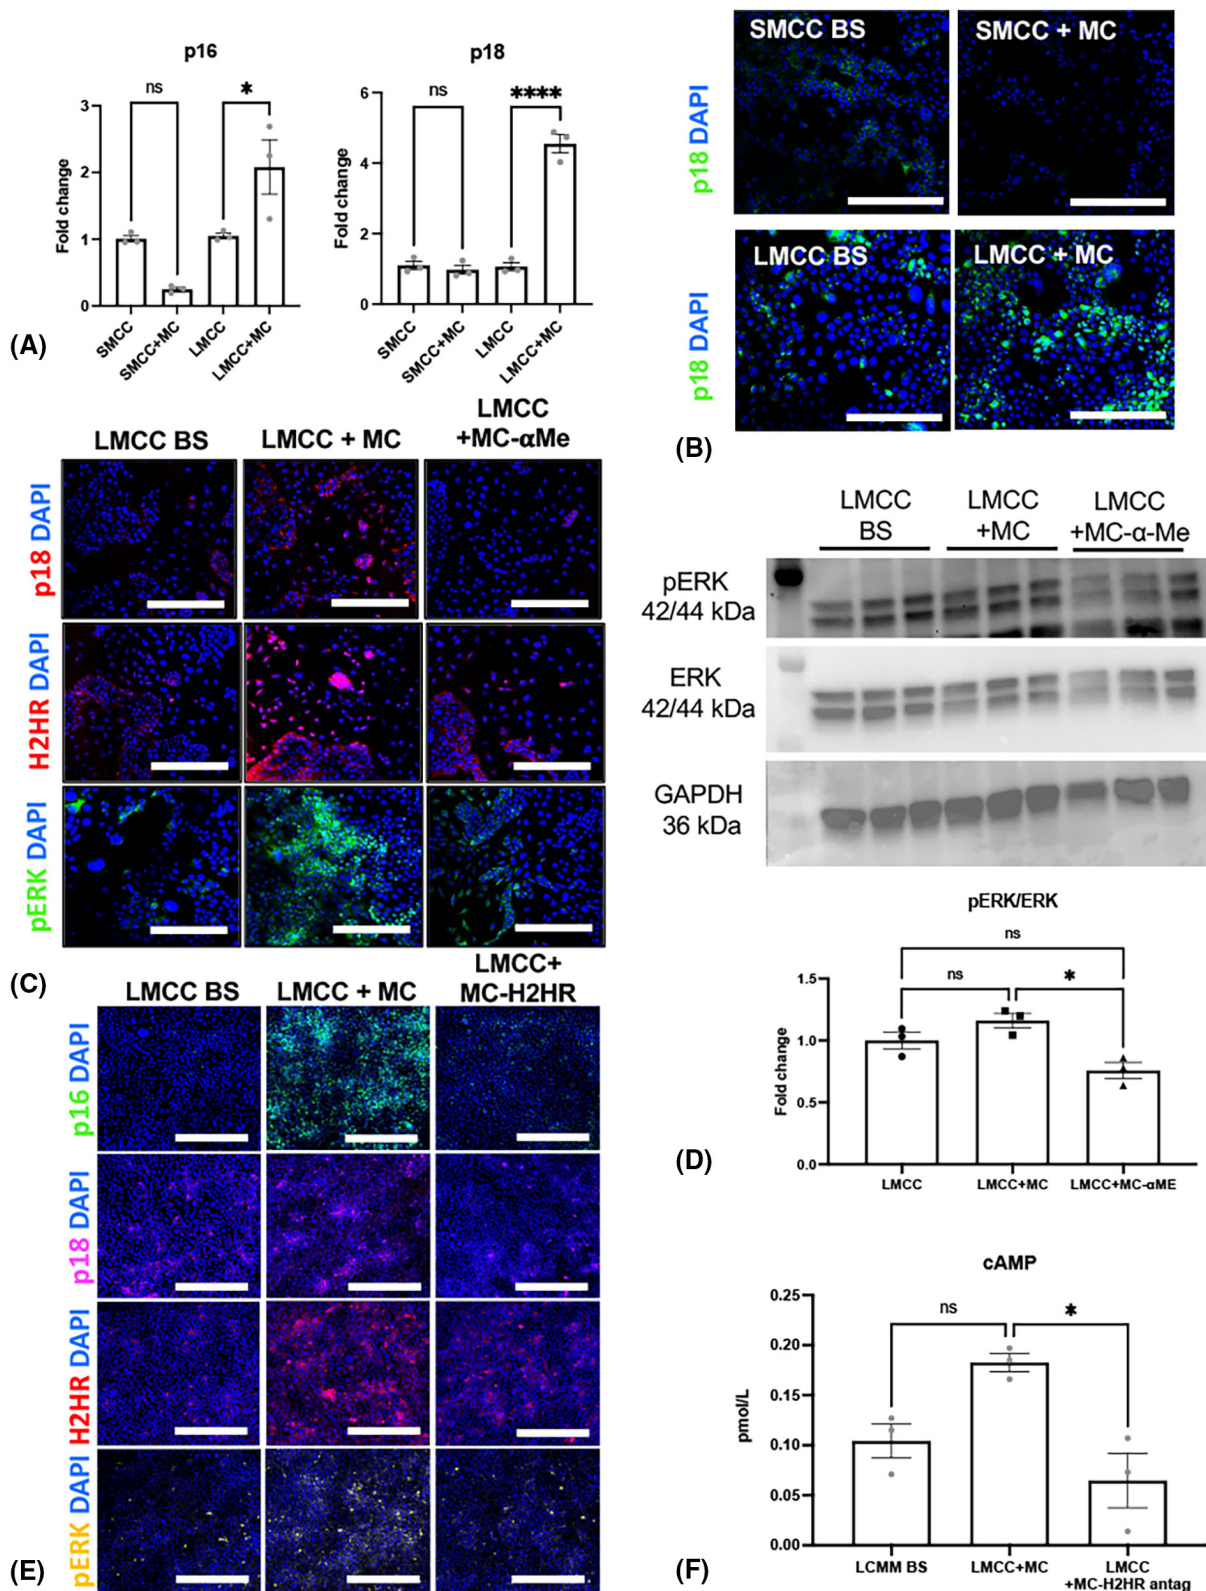 p16
ns
*
3
2
1
0
Fold change
SMCC
SMCC+MC
LMCC
LMCC+MC
p18
ns
****
6
4
2
0
Fold change
SMCC
SMCC+MC
LMCC
LMCC+MC
(A)
SMCC BS
SMCC + MC
p18 DAPI
LMCC BS
LMCC + MC
p18 DAPI
(B)
LMCC BS
LMCC + MC
LMCC
+MC-αMe
p18 DAPI
H2HR DAPI
pERK DAPI
(C)
LMCC
BS
LMCC
+MC
LMCC
+MC-α-Me
pERK
42/44 kDa
ERK
42/44 kDa
GAPDH
36 kDa
pERK/ERK
ns
ns
*
1.5
1.0
0.5
0.0
Fold change
LMCC
LMCC+MC
LMCC+MC-αME
(D)
LMCC BS
LMCC + MC
LMCC+
MC-H2HR
p16 DAPI
p18 DAPI
H2HR DAPI
pERK DAPI
(E)
cAMP
ns
*
0.25
0.20
0.15
0.10
0.05
0.00
pmol/L
LCMM BS
LMCC+MC
LMCC
+MC-H2HR antag
(F)